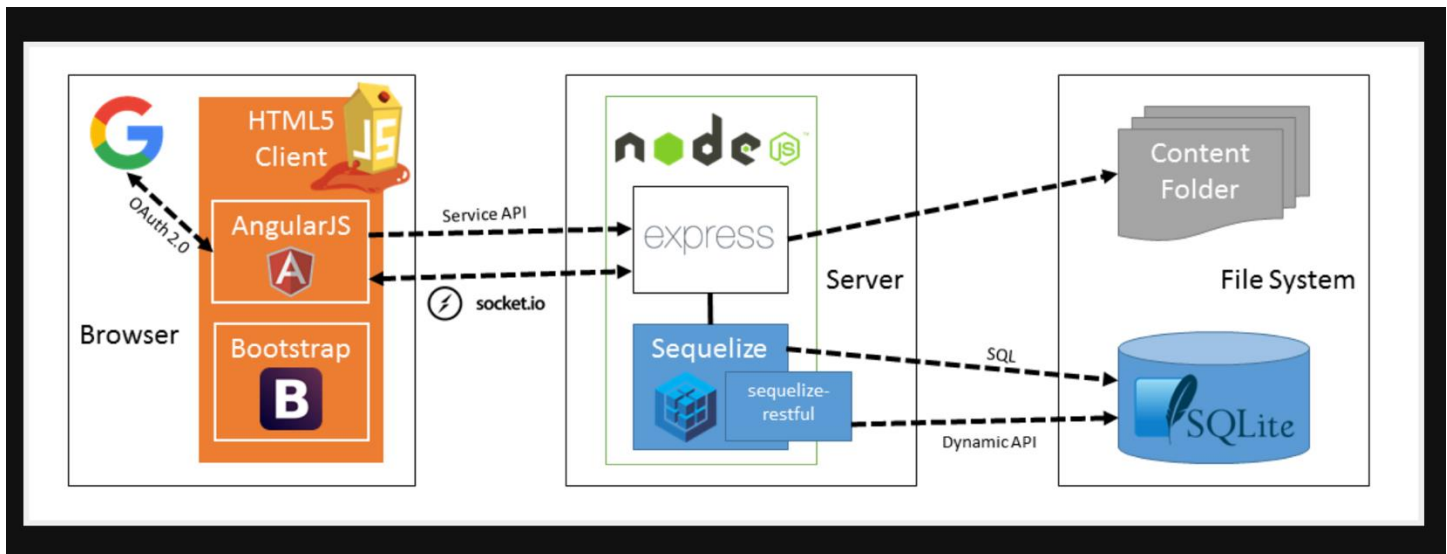 HTML5
Client
JS
OAuth 2.0
AngularJS
A
Browser
Bootstrap
B
Service API
socket.io
node
JS
TM
express
Server
Sequelize
sequelize-
restful
SQL
Dynamic API
Content
Folder
File System
SQLite